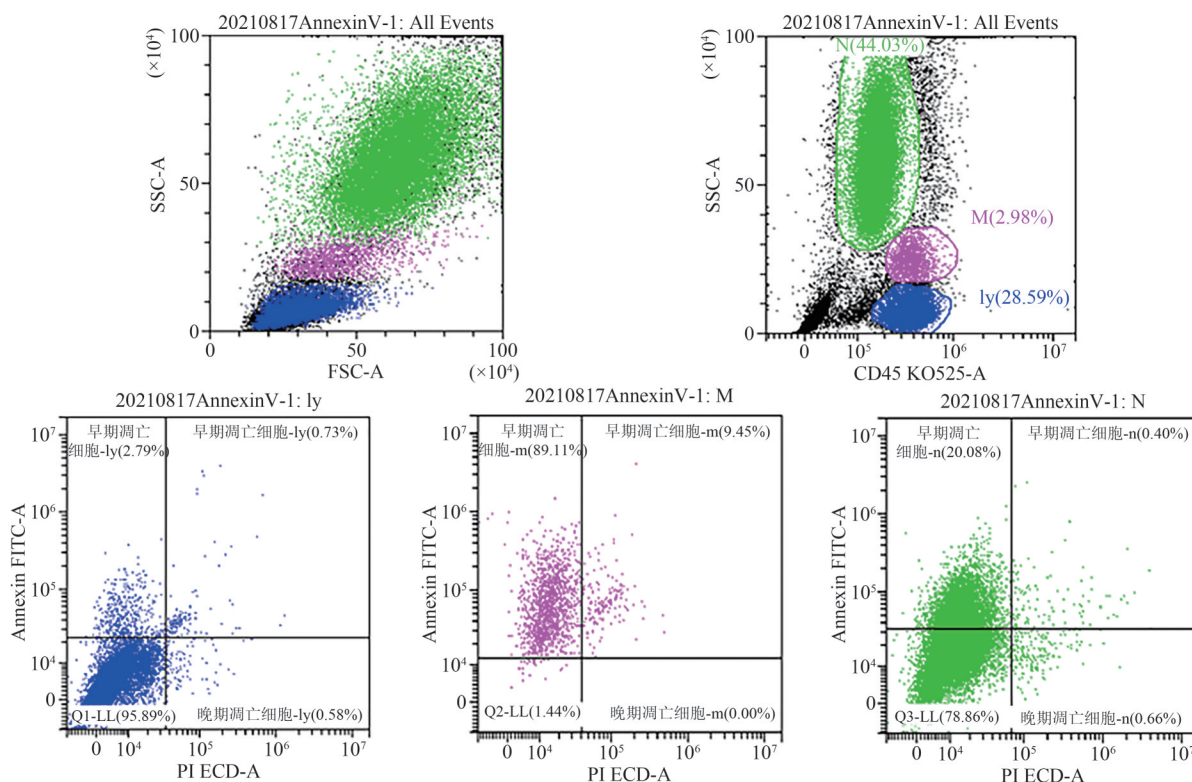 20210817AnnexinV-1: All Events
100
(×10⁴)
50
SSC-A
0
0
50
100
FSC-A
(×10⁴)
20210817AnnexinV-1: All Events
N(44.03%)
100
(×10⁴)
50
SSC-A
0
M(2.98%)
ly(28.59%)
0
10⁵
10⁶
10⁷
CD45 KO525-A
20210817AnnexinV-1: ly
早期凋亡 早期凋亡细胞-ly(0.73%)
细胞-ly(2.79%)
10⁷
10⁶
10⁵
10⁴
0
Annexin FITC-A
Q1-LL(95.89%) 晚期凋亡细胞-ly(0.58%)
0 10⁴ 10⁵ 10⁶ 10⁷
PI ECD-A
20210817AnnexinV-1: M
早期凋亡 早期凋亡细胞-m(9.45%)
细胞-m(89.11%)
10⁷
10⁶
10⁵
10⁴
0
Annexin FITC-A
Q2-LL(1.44%) 晚期凋亡细胞-m(0.00%)
0 10⁴ 10⁵ 10⁶ 10⁷
PI ECD-A
20210817AnnexinV-1: N
早期凋亡 早期凋亡细胞-n(0.40%)
细胞-n(20.08%)
10⁷
10⁶
10⁵
10⁴
0
Annexin FITC-A
Q3-LL(78.86%) 晚期凋亡细胞-n(0.66%)
0 10⁴ 10⁵ 10⁶ 10⁷
PI ECD-A